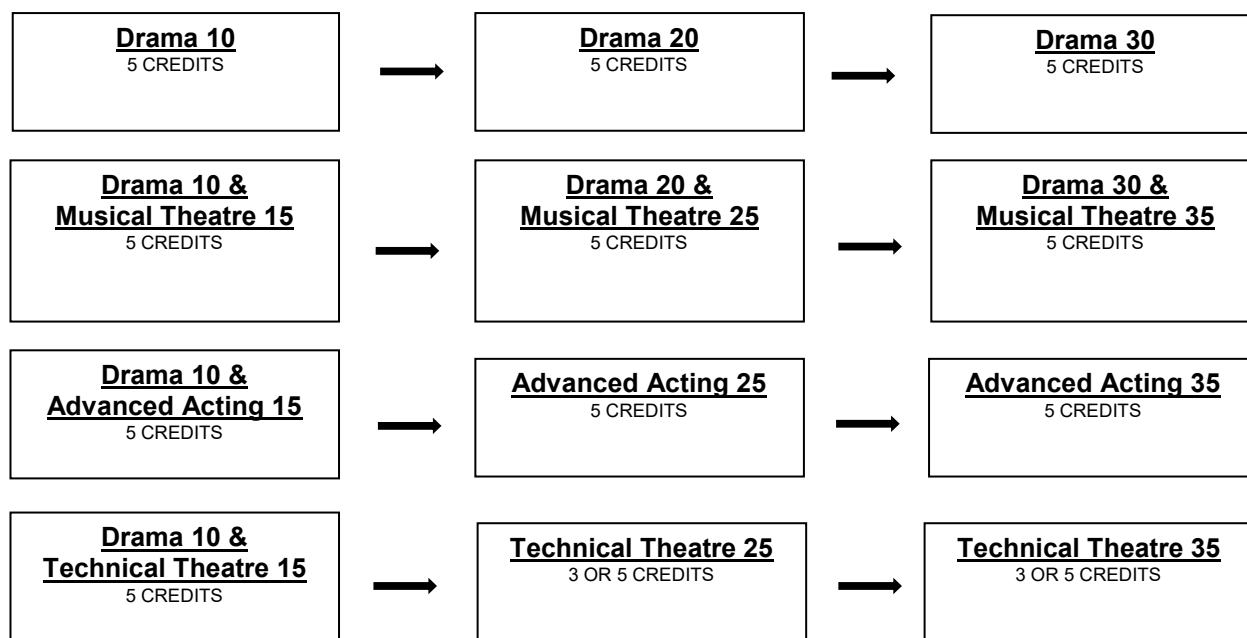 Drama 10
5 CREDITS
Drama 20
5 CREDITS
Drama 30
5 CREDITS
Drama 10 &
Musical Theatre 15
5 CREDITS
Drama 20 &
Musical Theatre 25
5 CREDITS
Drama 30 &
Musical Theatre 35
5 CREDITS
Drama 10 &
Advanced Acting 15
5 CREDITS
Advanced Acting 25
5 CREDITS
Advanced Acting 35
5 CREDITS
Drama 10 &
Technical Theatre 15
5 CREDITS
Technical Theatre 25
3 OR 5 CREDITS
Technical Theatre 35
3 OR 5 CREDITS